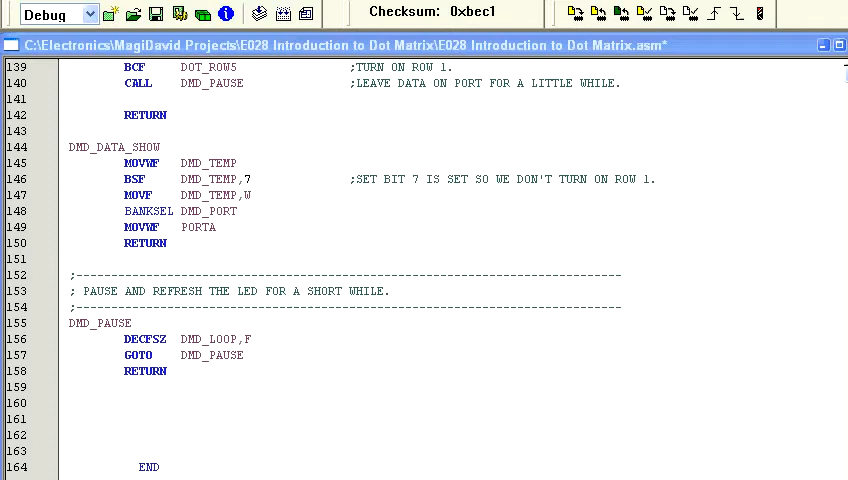 Debug Checksum: 0xbec1
C:\Electronics\MagiDavid Projects\E028 Introduction to Dot Matrix\E028 Introduction to Dot Matrix.asm*
139 BCF DOT_ROW5 ;TURN ON ROW 1.
140 CALL DMD_PAUSE ;LEAVE DATA ON PORT FOR A LITTLE WHILE.
141
142 RETURN
143
144 DMD_DATA_SHOW
145 MOVWF DMD_TEMP
146 BSF DMD_TEMP,7 ;SET BIT 7 IS SET SO WE DON'T TURN ON ROW 1.
147 MOVF DMD_TEMP,W
148 BANKSEL DMD_PORT
149 MOVWF PORTA
150 RETURN
151
152 ;------------------------------------------------------------------------------
153 ; PAUSE AND REFRESH THE LED FOR A SHORT WHILE.
154 ;------------------------------------------------------------------------------
155 DMD_PAUSE
156 DECFSZ DMD_LOOP,F
157 GOTO DMD_PAUSE
158 RETURN
159
160
161
162
163
164 END